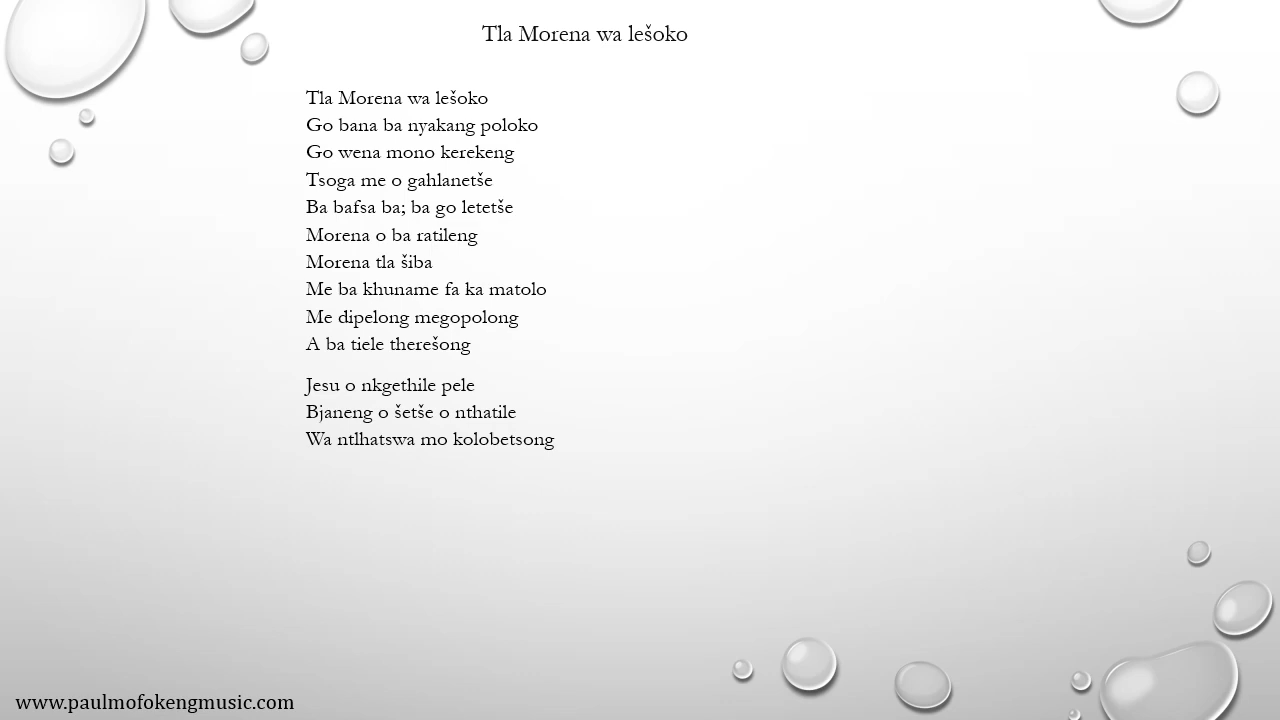 Tla Morena wa lešoko
Tla Morena wa lešoko
Go bana ba nyakang poloko
Go wena mono kerekeng
Tsoga me o gahlanetše
Ba bafsa ba; ba go letetše
Morena o ba ratileng
Morena tla šiba
Me ba khuname fa ka matolo
Me dipelong megopolong
A ba tiele therešong
Jesu o nkgethile pele
Bjaneng o šetše o nthatile
Wa ntlhatswa mo kolobetsong
www.paulmofokengmusic.com